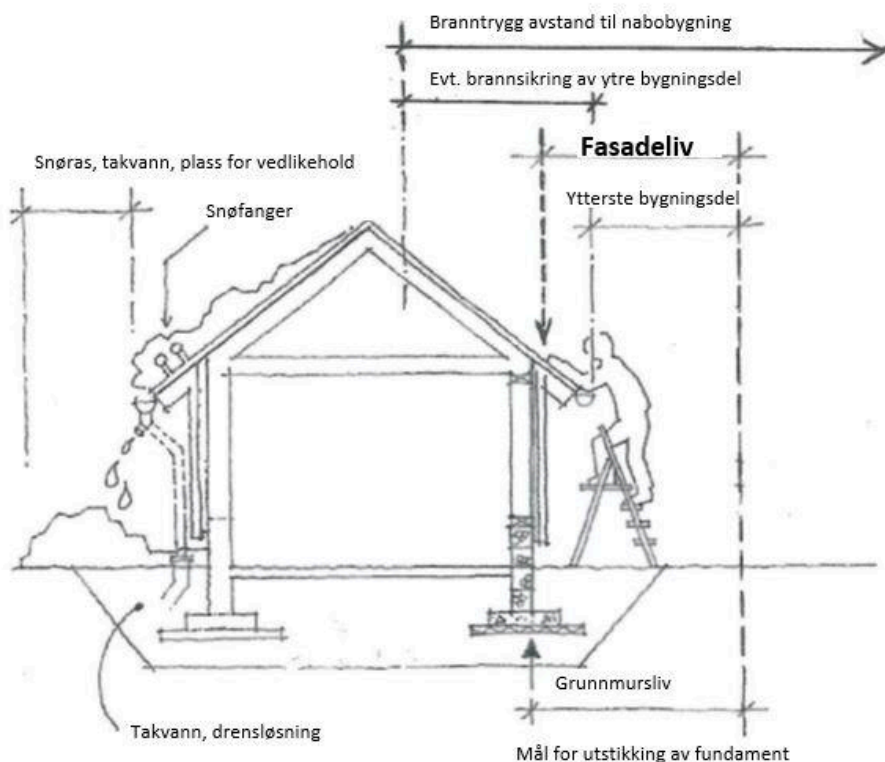 Branntrygg avstand til nabobygning
Evt. brannsikring av ytre bygningsdel
Fasadeliv
Snøras, takvann, plass for vedlikehold
Ytterste bygningsdel
Snøfanger
Grunnmursliv
Takvann, drensløsning
Mål for utstikking av fundament